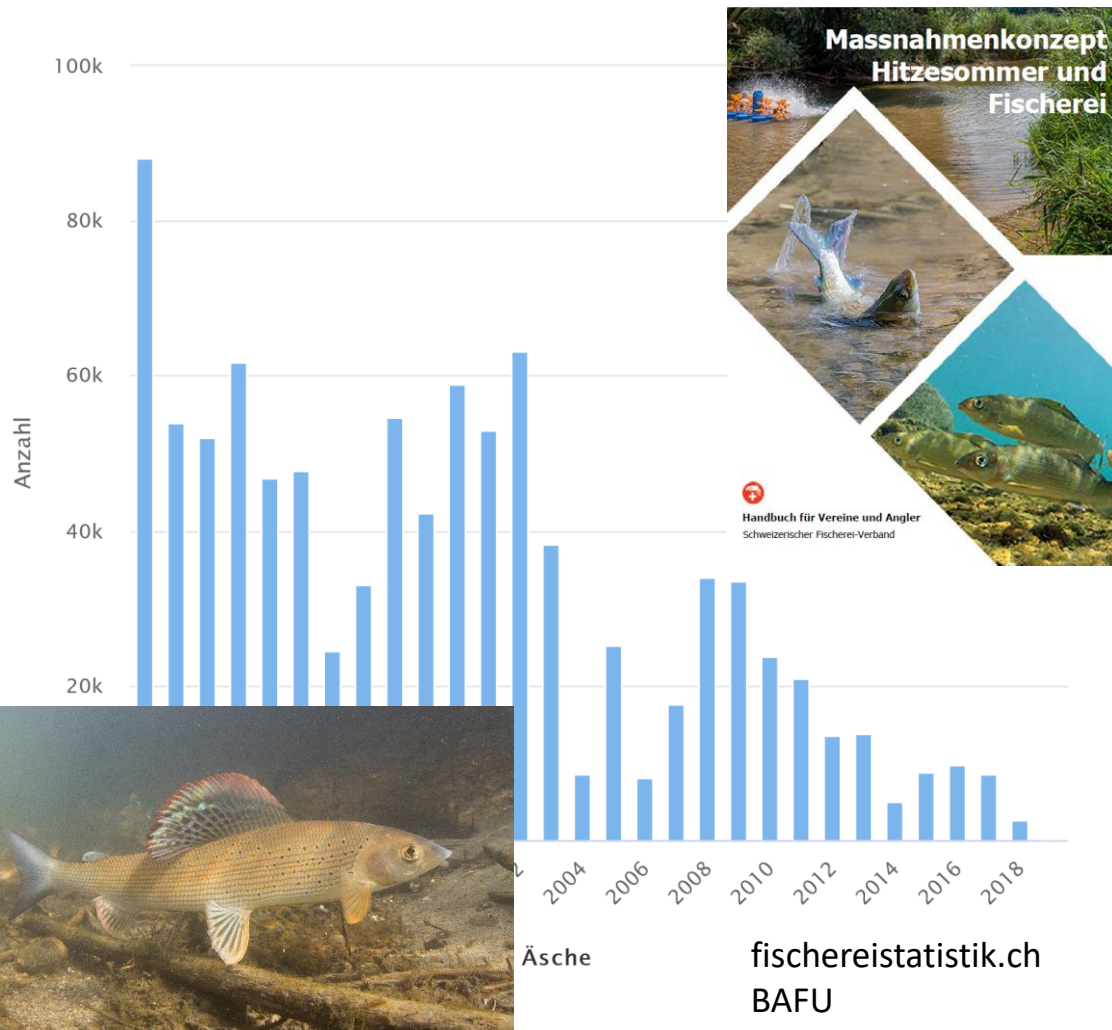 Massnahmenkonzept
Hitzesommer und
Fischerei
Handbuch für Vereine und Angler
Schweizerischer Fischerei-Verband
100k
80k
60k
40k
20k
Anzahl
2
2004
2006
2008
2010
2012
2014
2016
2018
Äsche
fischereistatistik.ch
BAFU